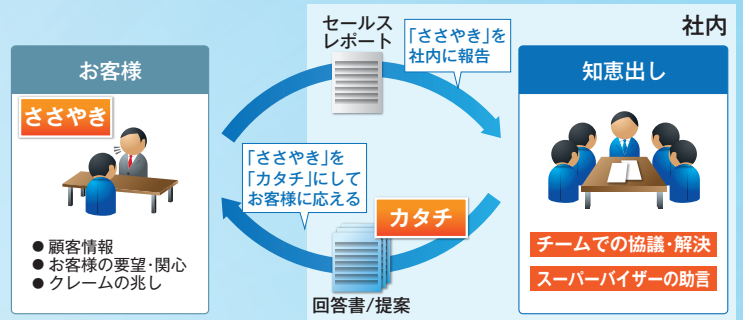 社内
お客様
ささやき
● 顧客情報
● お客様の要望・関心
● クレームの兆し
セールス
レポート
「ささやき」を
社内に報告
知恵出し
チームでの協議・解決
スーパーバイザーの助言
「ささやき」を
「カタチ」にして
お客様に応える
カタチ
回答書/提案